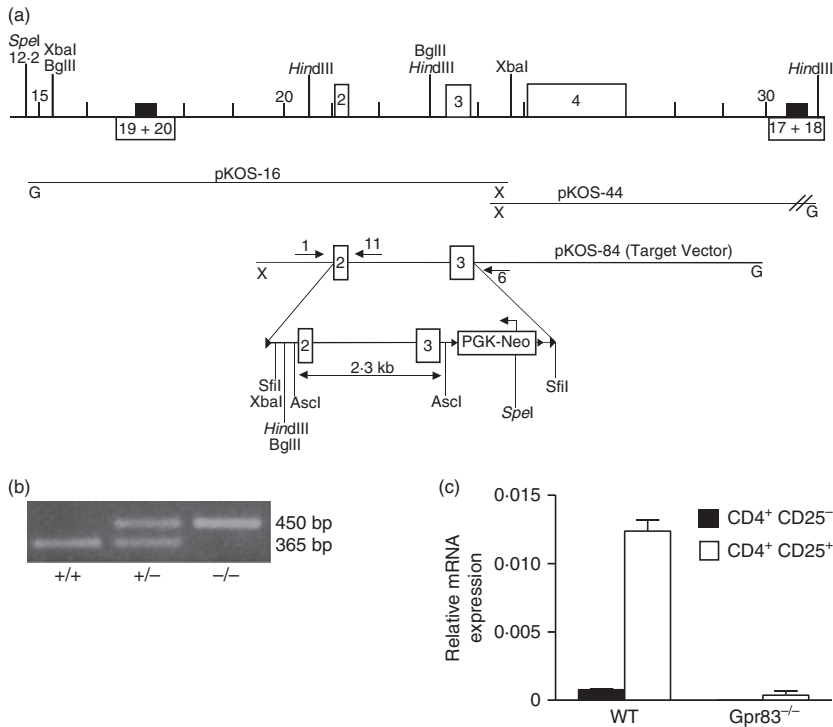 (a)
SpeI
12·2
XbaI
BglII
15
20
HindIII
2
BglII
HindIII
3
XbaI
4
30
HindIII
19 + 20
17 + 18
pKOS-16
G
X
pKOS-44
X
G
1
11
2
3
6
pKOS-84 (Target Vector)
X
G
2
3
PGK-Neo
2·3 kb
SfiI
XbaI
AscI
HindIII
BglII
AscI
SpeI
SfiI
(b)
450 bp
365 bp
+/+
+/−
−/−
(c)
0·015
0·010
0·005
0
Relative mRNA
expression
CD4+ CD25−
CD4+ CD25+
WT
Gpr83−/−